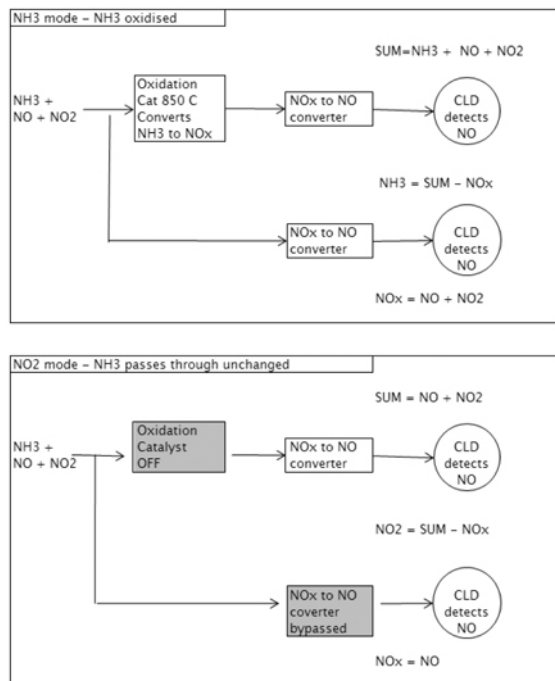 NH3 mode – NH3 oxidised
SUM=NH3 + NO + NO2
NH3 +
NO + NO2
Oxidation
Cat 850 C
Converts
NH3 to NOx
NOx to NO
converter
CLD
detects
NO
NH3 = SUM – NOx
NOx to NO
converter
CLD
detects
NO
NOx = NO + NO2
NO2 mode – NH3 passes through unchanged
SUM = NO + NO2
NH3 +
NO + NO2
Oxidation
Catalyst
OFF
NOx to NO
converter
CLD
detects
NO
NO2 = SUM – NOx
NOx to NO
coverter
bypassed
CLD
detects
NO
NOx = NO